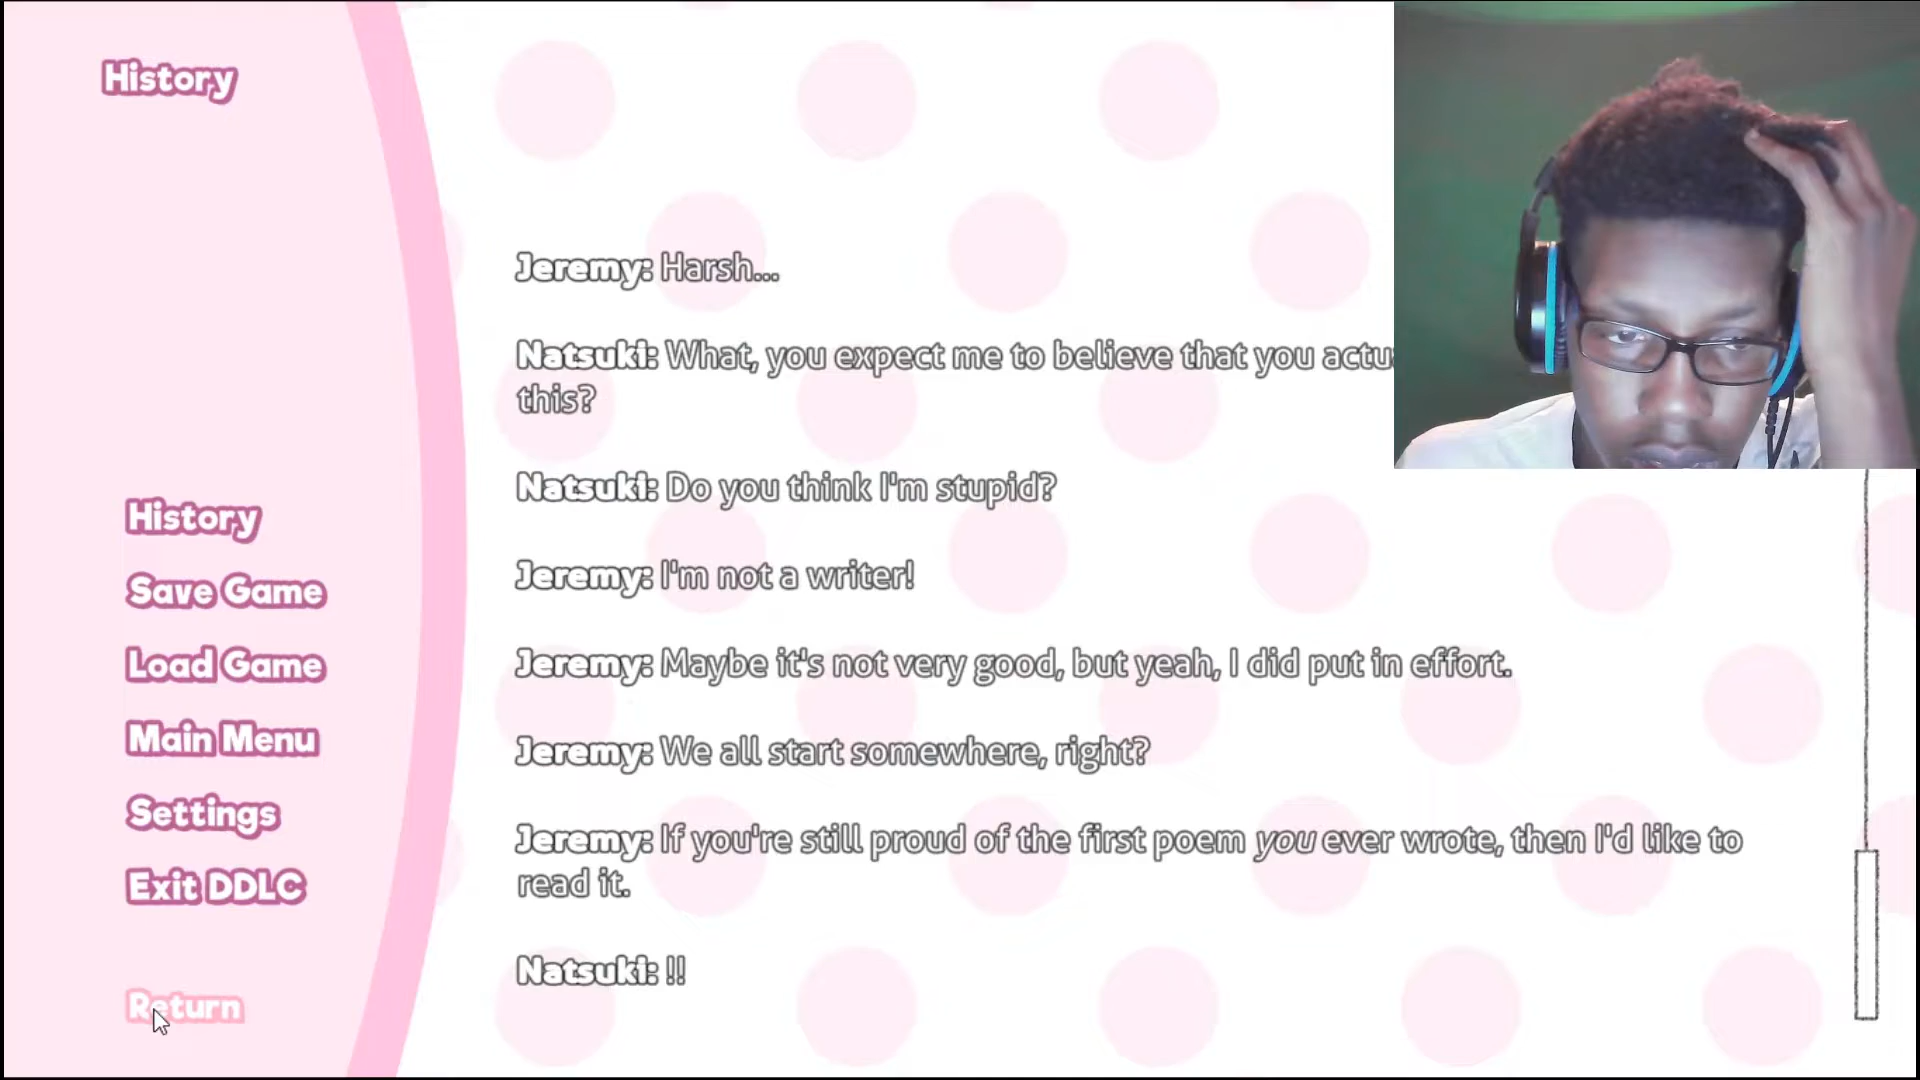 History
Jeremy: Harsh...
Natsuki: What, you expect me to believe that you
this?
Natsuki: Do you think I'm stupid?
Jeremy: I'm not a writer!
Jeremy: Maybe it's not very good, but yeah, I did put in effort.
Jeremy: We all start somewhere, right?
Jeremy: If you're still proud of the first poem you ever wrote, then I'd like to
read it.
Natsuki: !!
History
Save Game
Load Game
Main Menu
Settings
Exit DDLC
Return